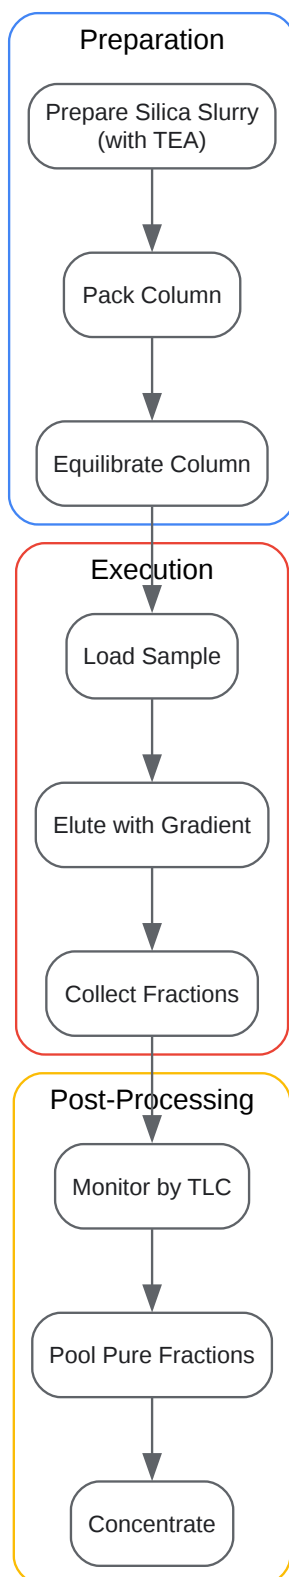 Preparation
Prepare Silica Slurry
(with TEA)
Pack Column
Equilibrate Column
Execution
Load Sample
Elute with Gradient
Collect Fractions
Post-Processing
Monitor by TLC
Pool Pure Fractions
Concentrate